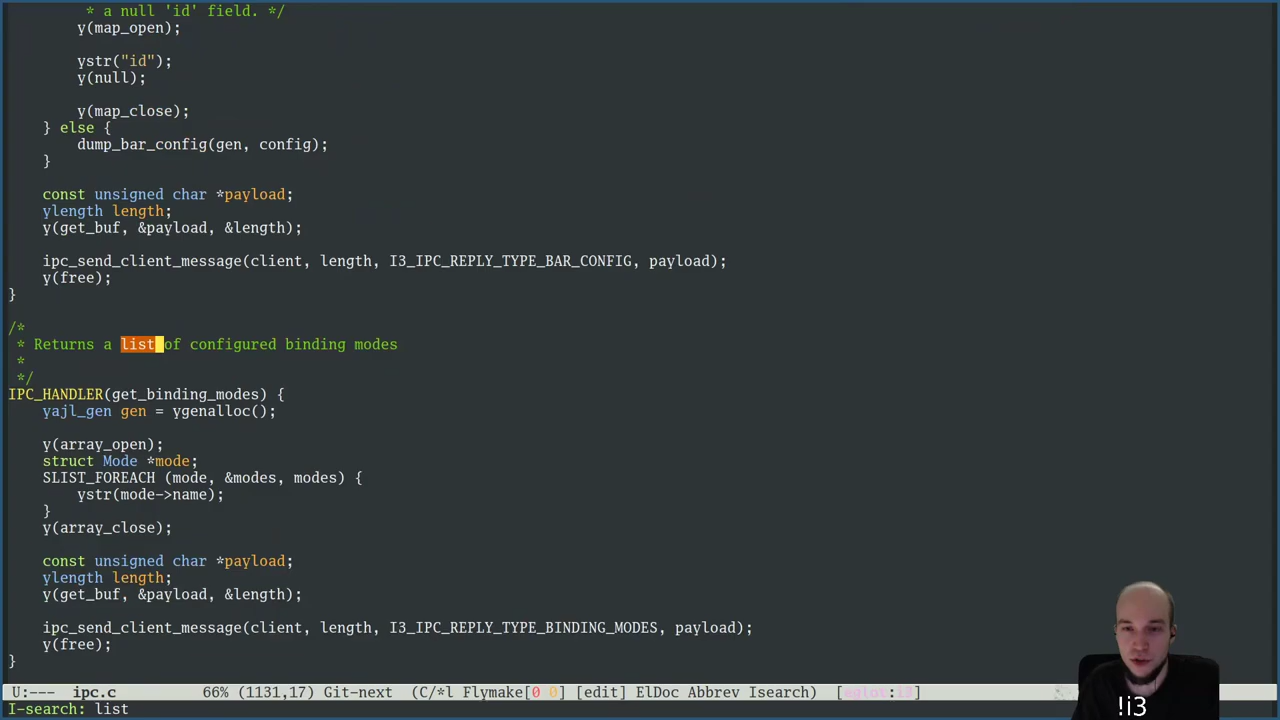 * a null 'id' field. */
        y(map_open);

        ystr("id");
        y(null);

        y(map_close);
    } else {
        dump_bar_config(gen, config);
    }

    const unsigned char *payload;
    ylength length;
    y(get_buf, &payload, &length);

    ipc_send_client_message(client, length, I3_IPC_REPLY_TYPE_BAR_CONFIG, payload);
    y(free);
}

/*
 * Returns a list of configured binding modes
 *
 */
IPC_HANDLER(get_binding_modes) {
    yajl_gen gen = ygenalloc();

    y(array_open);
    struct Mode *mode;
    SLIST_FOREACH (mode, &modes, modes) {
        ystr(mode->name);
    }
    y(array_close);

    const unsigned char *payload;
    ylength length;
    y(get_buf, &payload, &length);

    ipc_send_client_message(client, length, I3_IPC_REPLY_TYPE_BINDING_MODES, payload);
    y(free);
}
U:---  ipc.c          66% (1131,17) Git-next  (C/*l Flymake[0 0] [edit] ElDoc Abbrev Isearch)  [eglot:i3]
I-search: list
!i3